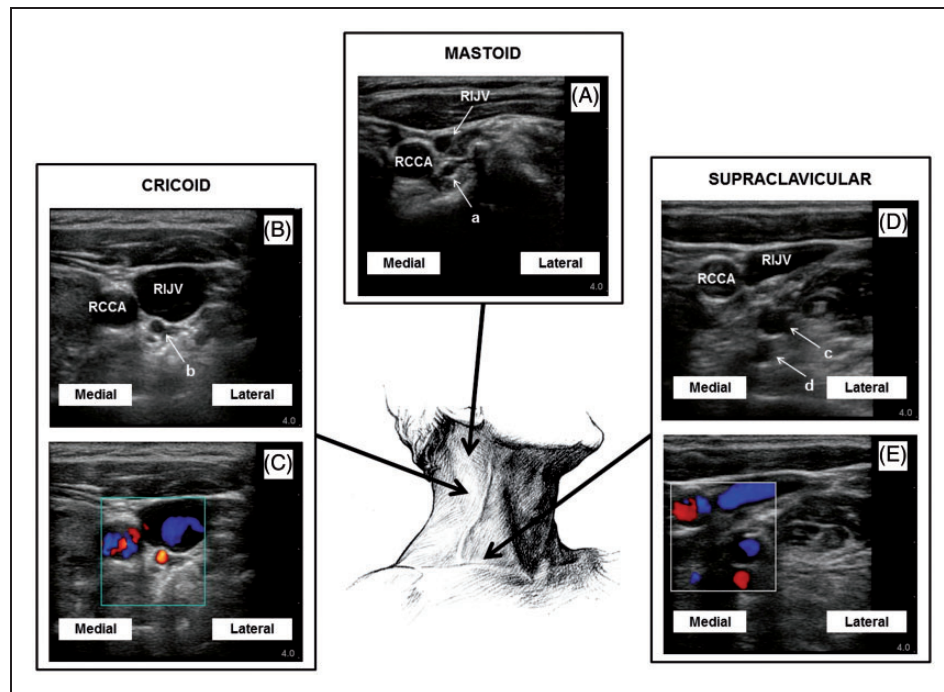 MASTOID
(A)
RIJV
RCCA
a
Medial
Lateral
4.0
CRICOID
(B)
RIJV
RCCA
b
Medial
Lateral
4.0
(C)
Medial
Lateral
4.0
SUPRACLAVICULAR
(D)
RIJV
RCCA
c
d
Medial
Lateral
4.0
(E)
Medial
Lateral
4.0